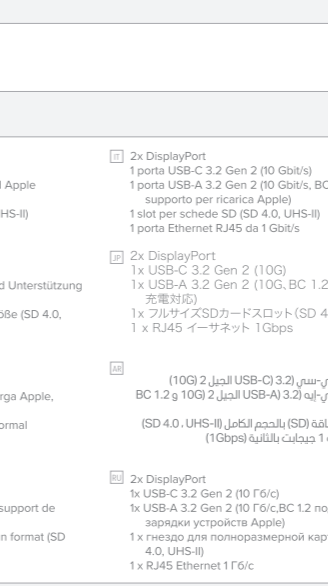 d Apple
HS-II)
d Unterstützung
öße (SD 4.0,
rga Apple,
ormal
support de
n format (SD
IT 2x DisplayPort
1 porta USB-C 3.2 Gen 2 (10 Gbit/s)
1 porta USB-A 3.2 Gen 2 (10 Gbit/s, BC
supporto per ricarica Apple)
1 slot per schede SD (SD 4.0, UHS-II)
1 porta Ethernet RJ45 da 1 Gbit/s
JP 2x DisplayPort
1x USB-C 3.2 Gen 2 (10G)
1x USB-A 3.2 Gen 2 (10G、BC 1.2
充電対応)
1x フルサイズSDカードスロット(SD 4
1 x RJ45 イーサネット 1Gbps
AR
ي-سي (USB-C) 3.2 الجيل 2 (10G)
ي-إيه (USB-A) 3.2 الجيل 2 (10G و BC 1.2
اقة (SD) بالحجم الكامل (SD 4.0، UHS-II)
1 جيجابت بالثانية (1Gbps)
RU 2x DisplayPort
1x USB-C 3.2 Gen 2 (10 Гб/с)
1x USB-A 3.2 Gen 2 (10 Гб/с,BC 1.2 по
зарядки устройств Apple)
1 x гнездо для полноразмерной кар
4.0, UHS-II)
1 x RJ45 Ethernet 1 Гб/с